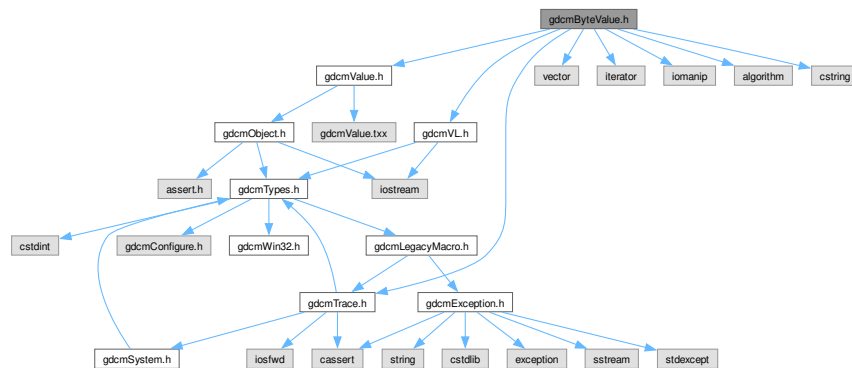 gdcmByteValue.h
gdcmValue.h
vector
iterator
iomanip
algorithm
cstring
gdcmObject.h
gdcmValue.txx
gdcmVL.h
assert.h
gdcmTypes.h
iostream
cstdint
gdcmConfigure.h
gdcmWin32.h
gdcmLegacyMacro.h
gdcmTrace.h
gdcmException.h
gdcmSystem.h
iosfwd
cassert
string
cstdlib
exception
sstream
stdexcept